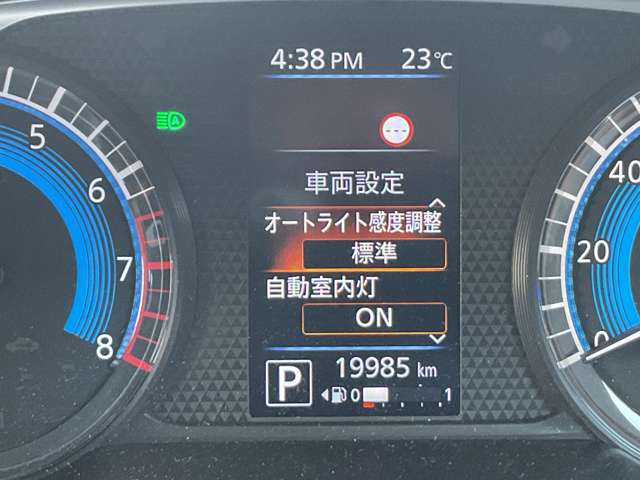 4:38 PM 23℃
A
---
車両設定
オートライト感度調整
標準
自動室内灯
ON
19985 km
P
0 1
5
6
7
8
40
20
0